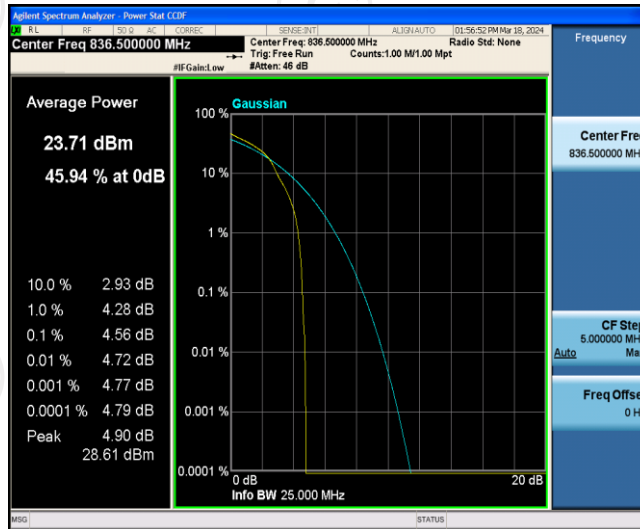 Agilent Spectrum Analyzer - Power Stat CCDF
RL RF 50 Ω AC CORREC SENSE:INT ALIGNAUTO 01:56:52 PM Mar 18, 2024
Center Freq 836.500000 MHz
Center Freq: 836.500000 MHz Radio Std: None
Trig: Free Run Counts:1.00 M/1.00 Mpt
#IFGain:Low #Atten: 46 dB
Frequency
Average Power
23.71 dBm
45.94 % at 0dB
10.0 % 2.93 dB
1.0 % 4.28 dB
0.1 % 4.56 dB
0.01 % 4.72 dB
0.001 % 4.77 dB
0.0001 % 4.79 dB
Peak 4.90 dB
28.61 dBm
Gaussian
100 %
10 %
1 %
0.1 %
0.01 %
0.001 %
0.0001 %
0 dB 20 dB
Info BW 25.000 MHz
Center Fre
836.500000 MH
CF Ste
5.000000 MH
Auto Ma
Freq Offse
0 H
MSG STATUS